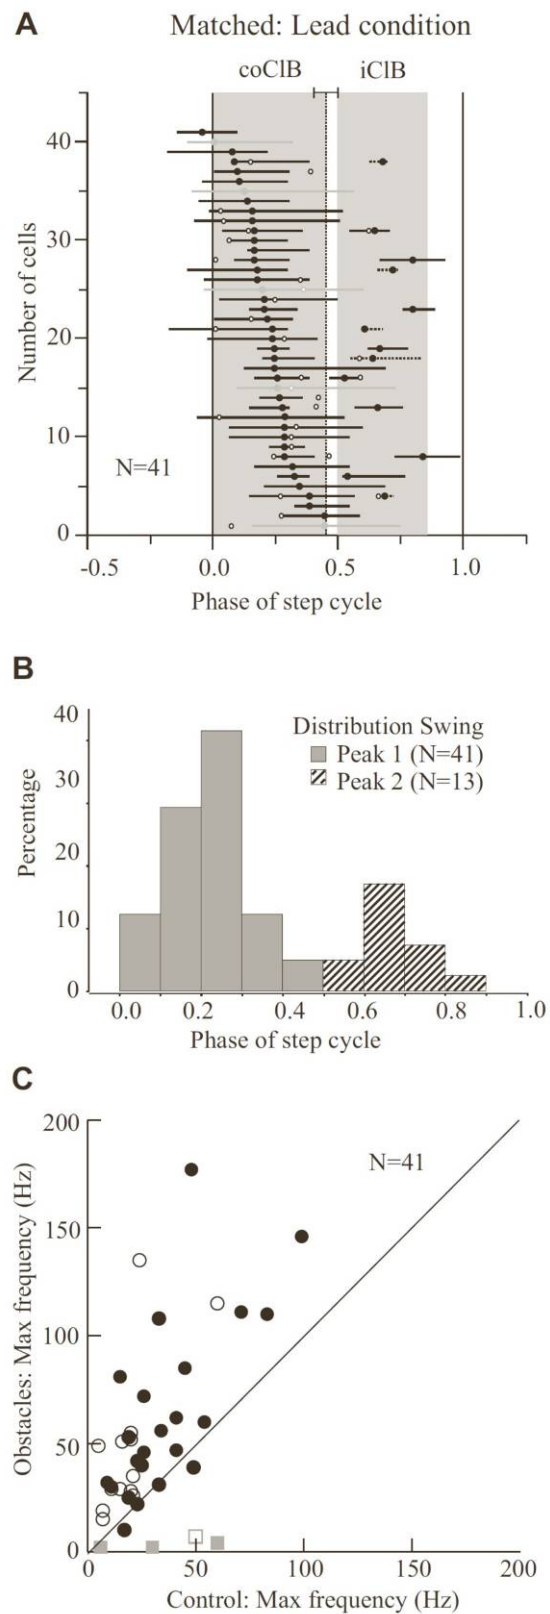 A
Matched: Lead condition
coClB
iClB
Number of cells
40
30
20
10
0
N=41
-0.5
0.0
0.5
1.0
Phase of step cycle
B
Percentage
40
30
20
10
0
Distribution Swing
Peak 1 (N=41)
Peak 2 (N=13)
0.0
0.2
0.4
0.6
0.8
1.0
Phase of step cycle
C
Obstacles: Max frequency (Hz)
200
150
100
50
0
N=41
0
50
100
150
200
Control: Max frequency (Hz)